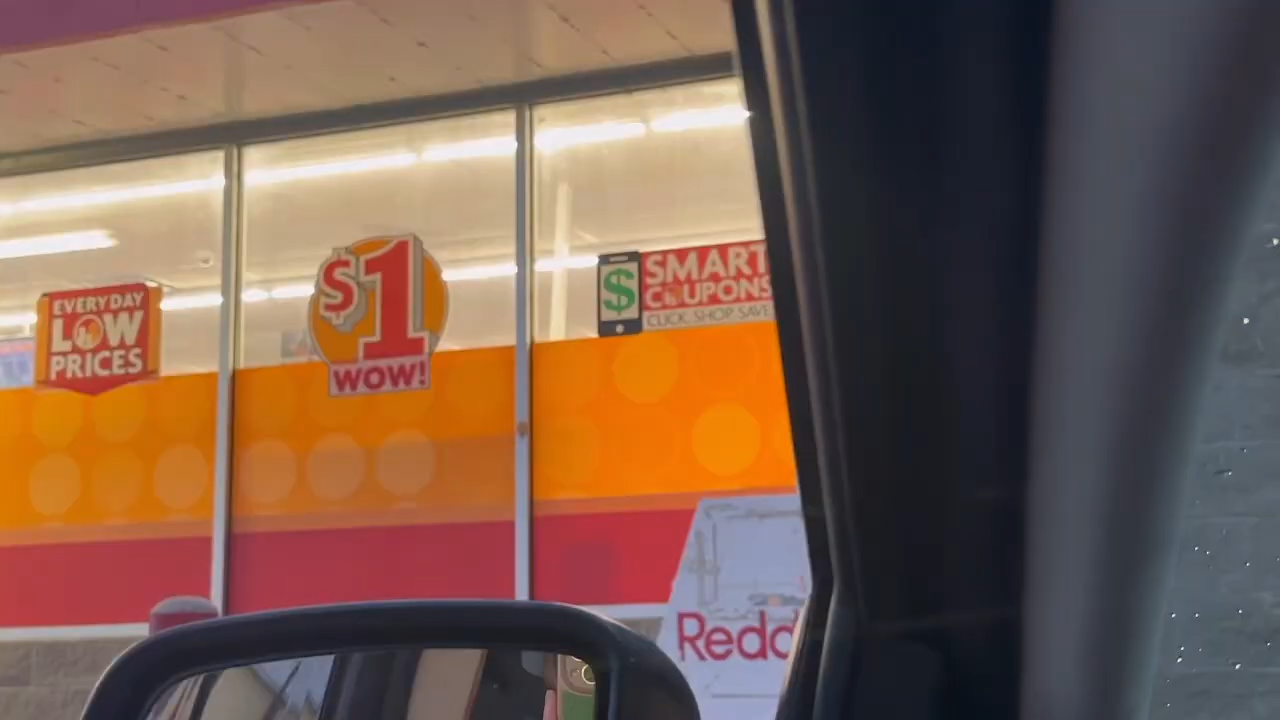 EVERYDAY
LOW
PRICES
$1
WOW!
$
SMART
COUPONS
CLICK. SHOP. SAVE
Redd